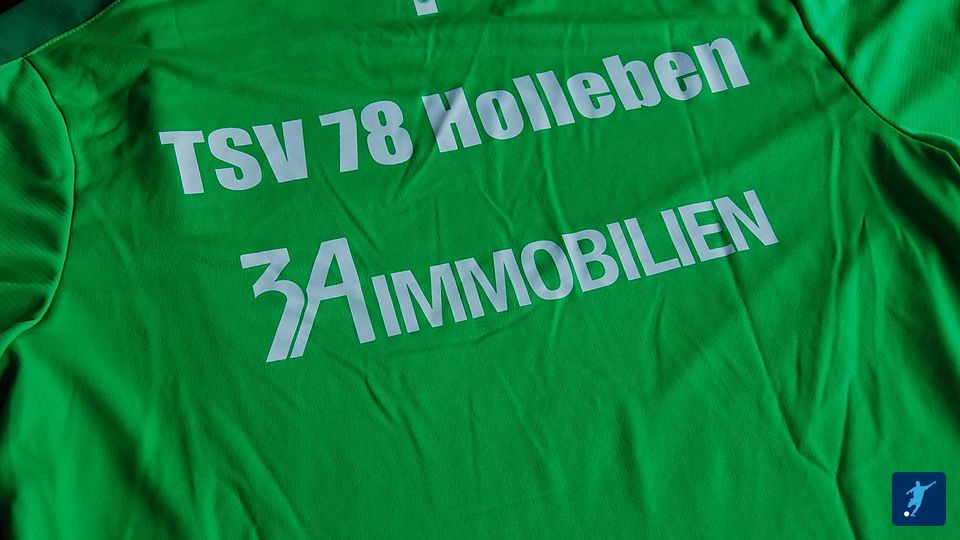 TSV 78 Holleben
3A IMMOBILIEN